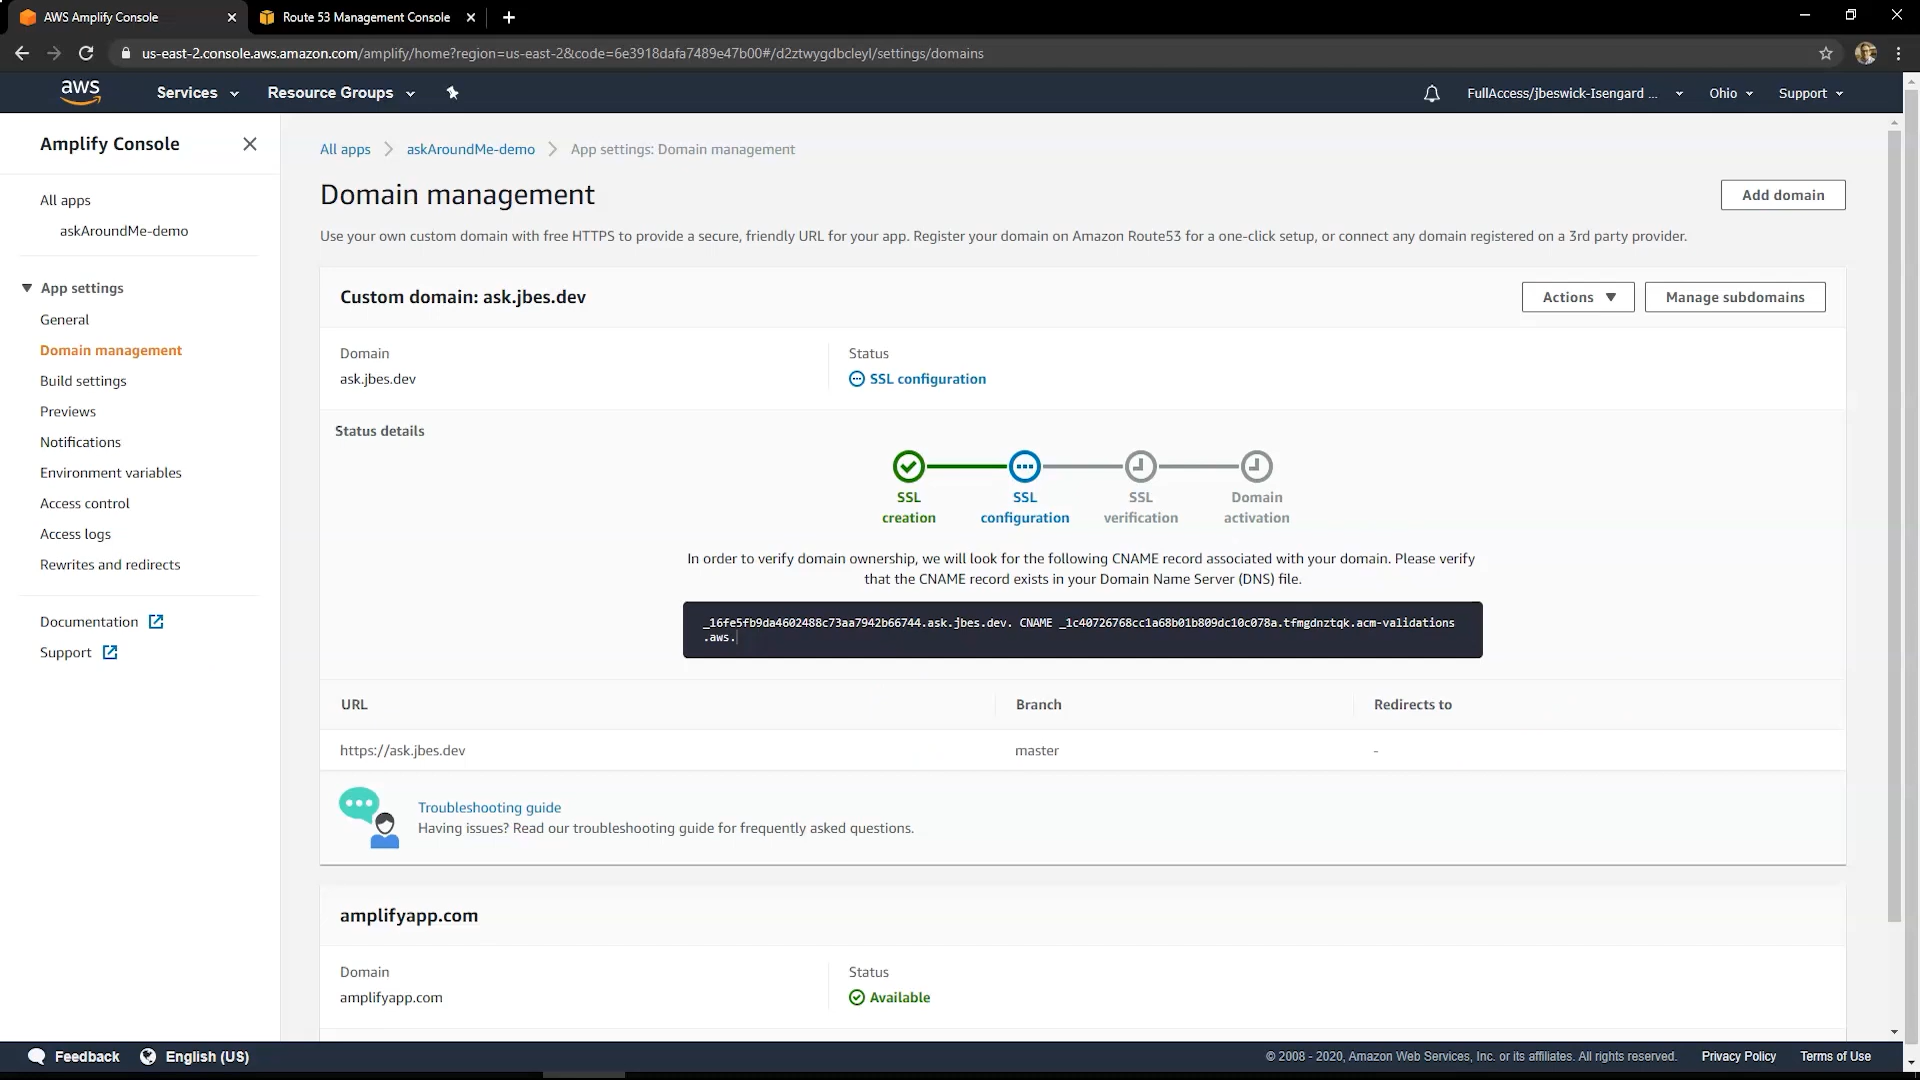 AWS Amplify Console
Route 53 Management Console
us-east-2.console.aws.amazon.com/amplify/home?region=us-east-2&code=6e3918dafa7489e47b00#/d2ztwygdbcleyl/settings/domains
aws
Services
Resource Groups
FullAccess/jbeswick-Isengard ...
Ohio
Support
Amplify Console
All apps
askAroundMe-demo
App settings
General
Domain management
Build settings
Previews
Notifications
Environment variables
Access control
Access logs
Rewrites and redirects
Documentation
Support
All apps
askAroundMe-demo
App settings: Domain management
Domain management
Add domain
Use your own custom domain with free HTTPS to provide a secure, friendly URL for your app. Register your domain on Amazon Route53 for a one-click setup, or connect any domain registered on a 3rd party provider.
Custom domain: ask.jbes.dev
Actions
Manage subdomains
Domain
ask.jbes.dev
Status
SSL configuration
Status details
SSL
creation
SSL
configuration
SSL
verification
Domain
activation
In order to verify domain ownership, we will look for the following CNAME record associated with your domain. Please verify
that the CNAME record exists in your Domain Name Server (DNS) file.
_16fe5fb9da4602488c73aa7942b66744.ask.jbes.dev. CNAME _1c40726768cc1a68b01b809dc10c078a.tfmgdnztqk.acm-validations
.aws.
URL
Branch
Redirects to
https://ask.jbes.dev
master
-
Troubleshooting guide
Having issues? Read our troubleshooting guide for frequently asked questions.
amplifyapp.com
Domain
amplifyapp.com
Status
Available
Feedback
English (US)
© 2008 - 2020, Amazon Web Services, Inc. or its affiliates. All rights reserved.
Privacy Policy
Terms of Use